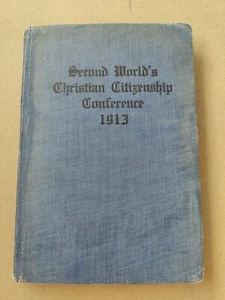 Second World's
Christian Citizenship
Conference
1913